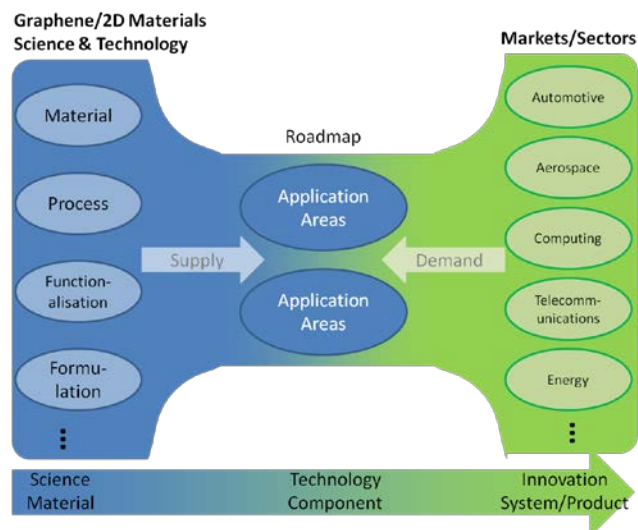 Graphene/2D Materials
Science & Technology
Markets/Sectors
Material
Process
Function-
alisation
Formu-
lation
Roadmap
Application
Areas
Application
Areas
Supply
Demand
Automotive
Aerospace
Computing
Telecomm-
unications
Energy
Science
Material
Technology
Component
Innovation
System/Product